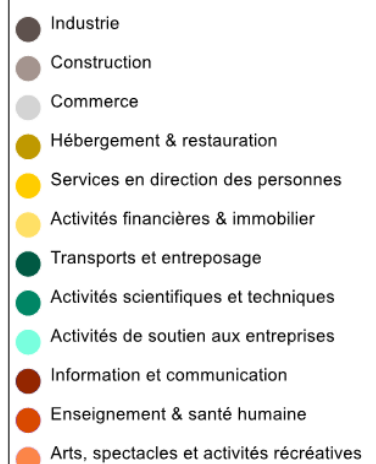 Industrie
Construction
Commerce
Hébergement & restauration
Services en direction des personnes
Activités financières & immobilier
Transports et entreposage
Activités scientifiques et techniques
Activités de soutien aux entreprises
Information et communication
Enseignement & santé humaine
Arts, spectacles et activités récréatives